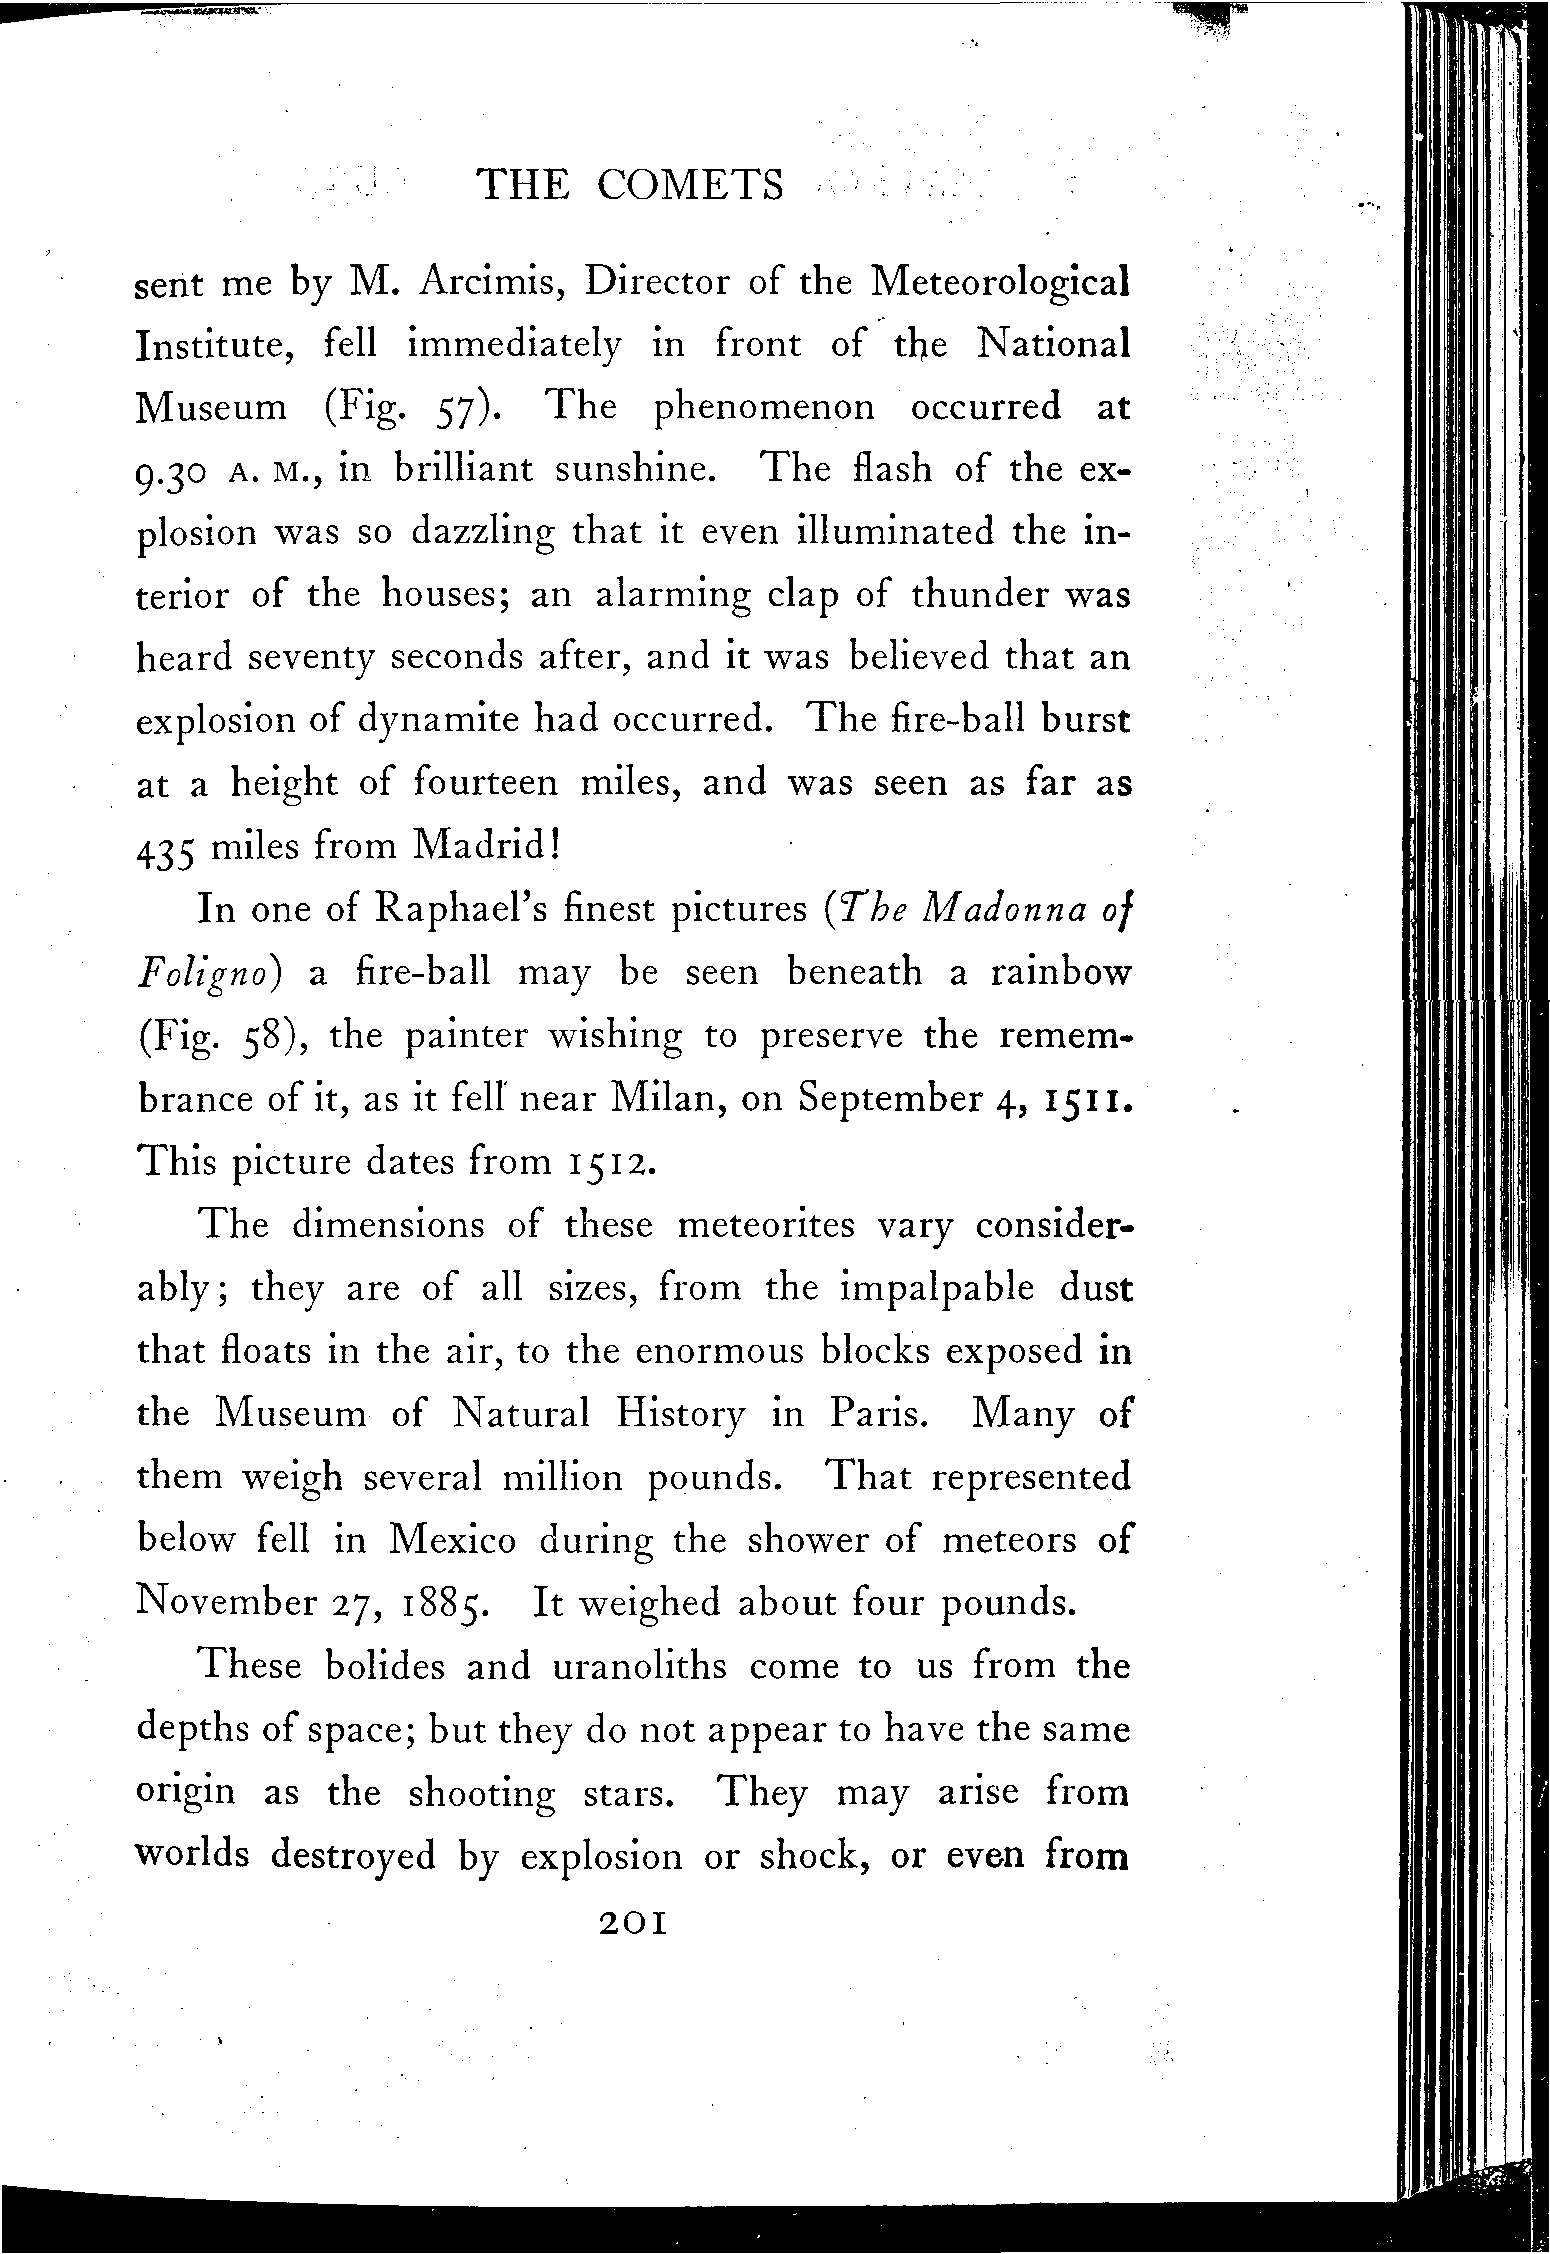 THE COMETS
sent me by M. Arcimis, Director of the Meteorological
Institute, fell immediately in front of the National
Museum (Fig. 57). The phenomenon occurred at
9.30 A. M., in brilliant sunshine. The flash of the ex-
plosion was so dazzling that it even illuminated the in-
terior of the houses; an alarming clap of thunder was
heard seventy seconds after, and it was believed that an
explosion of dynamite had occurred. The fire-ball burst
at a height of fourteen miles, and was seen as far as
435 miles from Madrid!
In one of Raphael's finest pictures (The Madonna of
Foligno) a fire-ball may be seen beneath a rainbow
(Fig. 58), the painter wishing to preserve the remem-
brance of it, as it fell near Milan, on September 4, 1511.
This picture dates from 1512.
The dimensions of these meteorites vary consider-
ably; they are of all sizes, from the impalpable dust
that floats in the air, to the enormous blocks exposed in
the Museum of Natural History in Paris. Many of
them weigh several million pounds. That represented
below fell in Mexico during the shower of meteors of
November 27, 1885. It weighed about four pounds.
These bolides and uranoliths come to us from the
depths of space; but they do not appear to have the same
origin as the shooting stars. They may arise from
worlds destroyed by explosion or shock, or even from
201